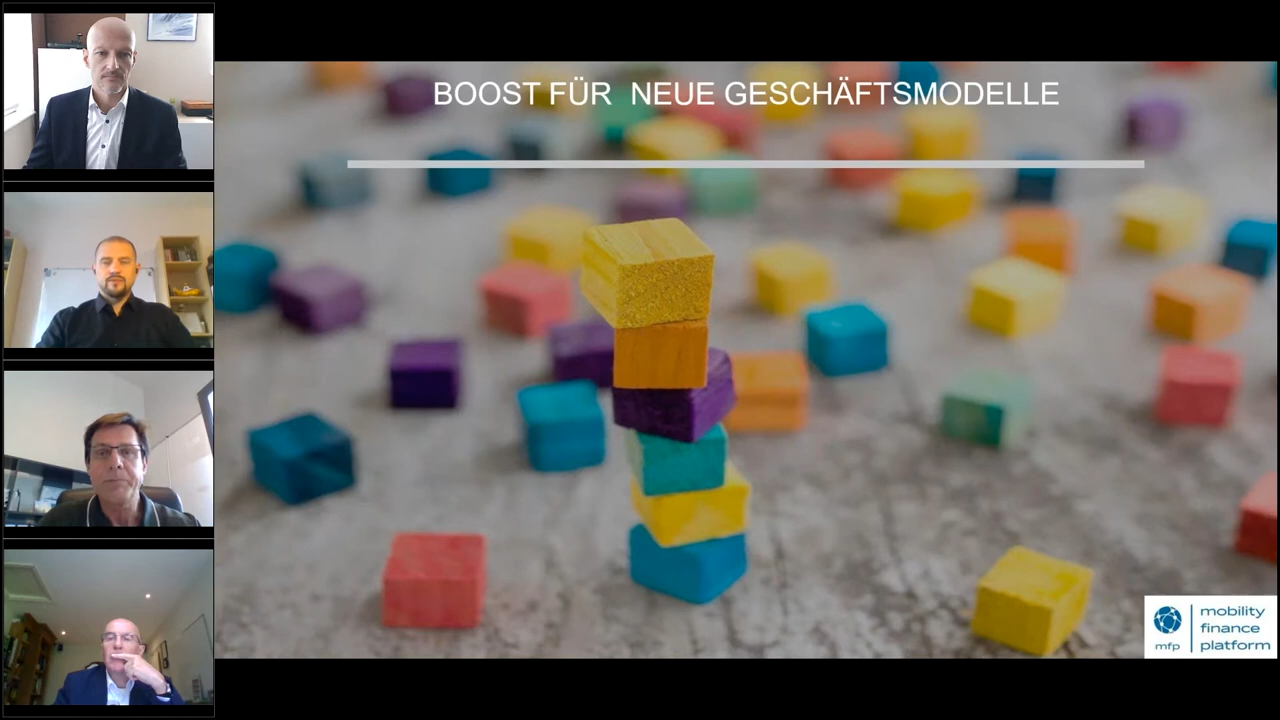 BOOST FÜR  NEUE GESCHÄFTSMODELLE
mobility
finance
platform
mfp